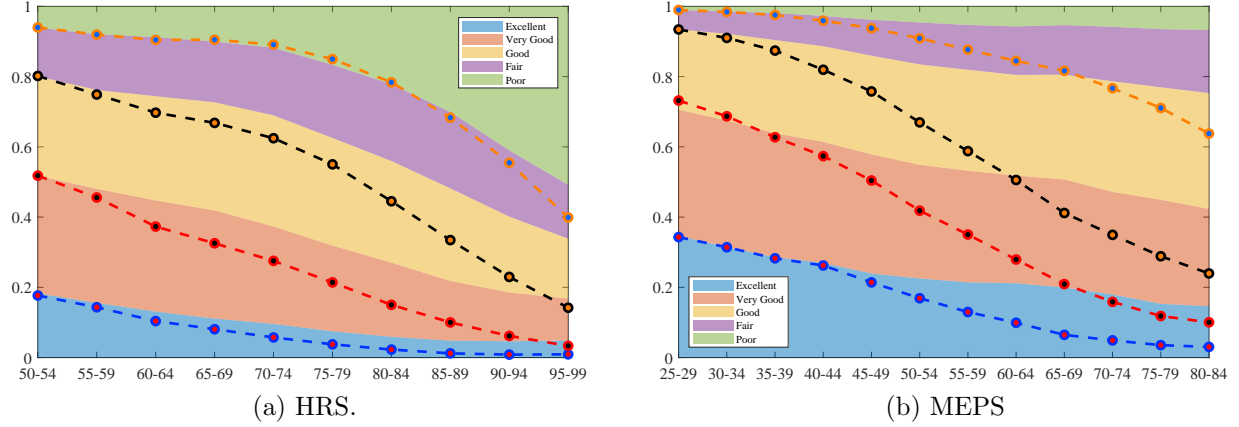 1
0.8
0.6
0.4
0.2
0
Excellent
Very Good
Good
Fair
Poor
50-54 55-59 60-64 65-69 70-74 75-79 80-84 85-89 90-94 95-99
(a) HRS.
1
0.8
0.6
0.4
0.2
0
Excellent
Very Good
Good
Fair
Poor
25-29 30-34 35-39 40-44 45-49 50-54 55-59 60-64 65-69 70-74 75-79 80-84
(b) MEPS